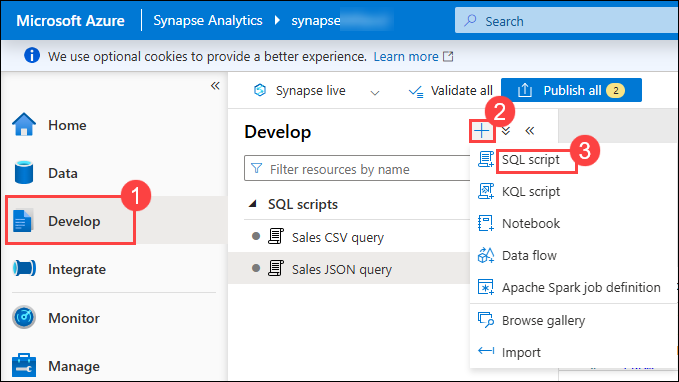 Microsoft Azure Synapse Analytics synapse Search
We use optional cookies to provide a better experience. Learn more
Synapse live Validate all Publish all 2
Home
Data
1
Develop
Integrate
Monitor
Manage
Develop
2
Filter resources by name
SQL scripts
Sales CSV query
Sales JSON query
SQL script
3
KQL script
Notebook
Data flow
Apache Spark job definition
Browse gallery
Import